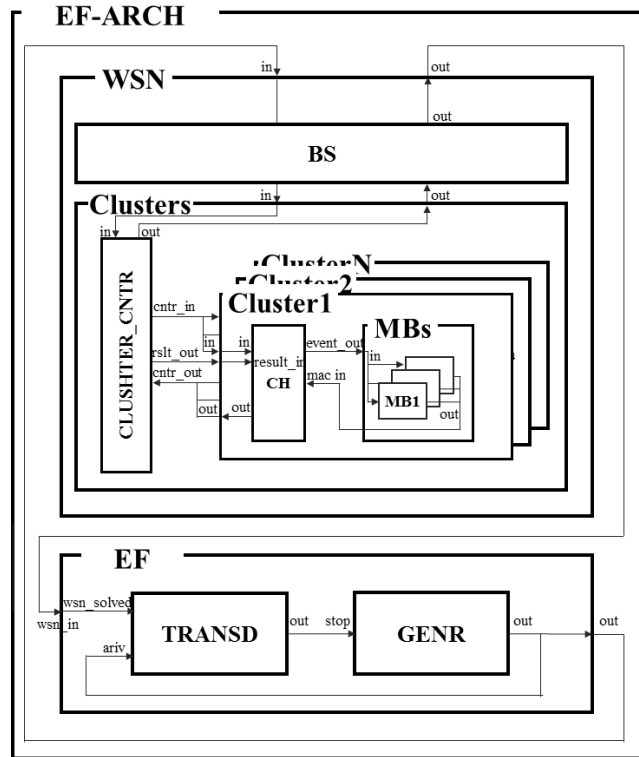 EF-ARCH
WSN
in
out
out
BS
in
out
Clusters
in
out
CLUSHTER_CNTR
ClusterN
Cluster2
Cluster1
MBs
cntr_in
in
in
event_out
in
rslt_out
result_in
CH
cntr_out
mac in
MB1
out
out
out
EF
wsn_solved
wsn_in
TRANSD
out
stop
GENR
out
out
ariv